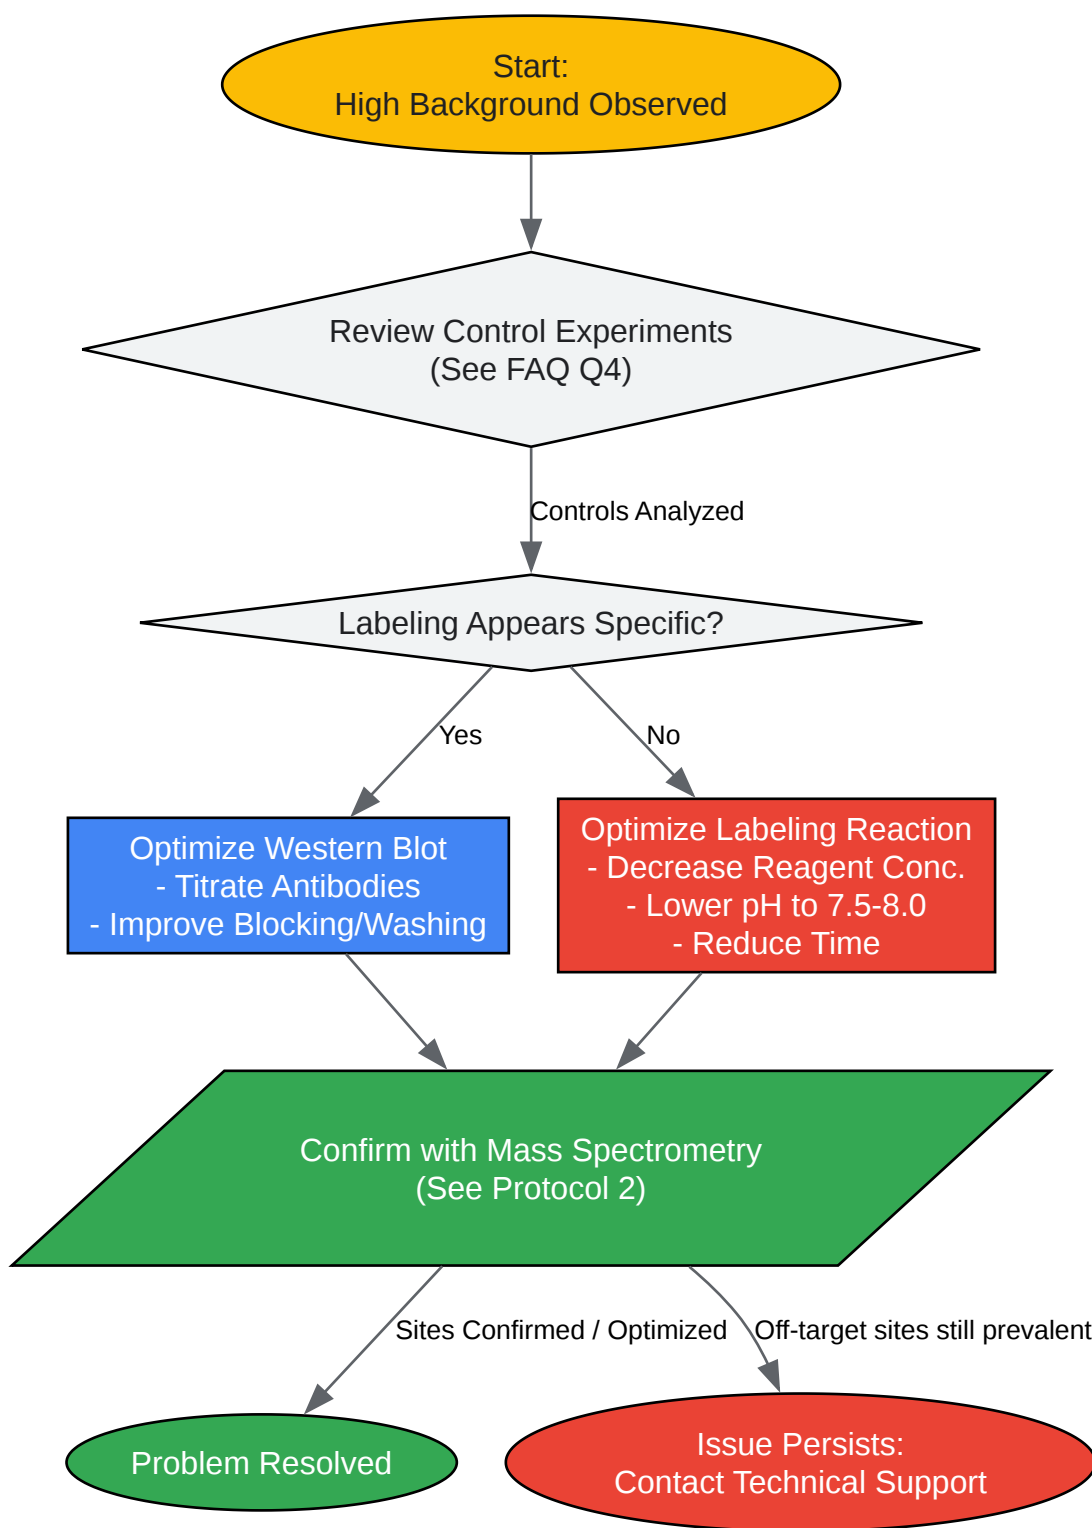 Start:
High Background Observed
Review Control Experiments
(See FAQ Q4)
Controls Analyzed
Labeling Appears Specific?
Yes
No
Optimize Western Blot
- Titrate Antibodies
- Improve Blocking/Washing
Optimize Labeling Reaction
- Decrease Reagent Conc.
- Lower pH to 7.5-8.0
- Reduce Time
Confirm with Mass Spectrometry
(See Protocol 2)
Sites Confirmed / Optimized
Off-target sites still prevalent
Problem Resolved
Issue Persists:
Contact Technical Support